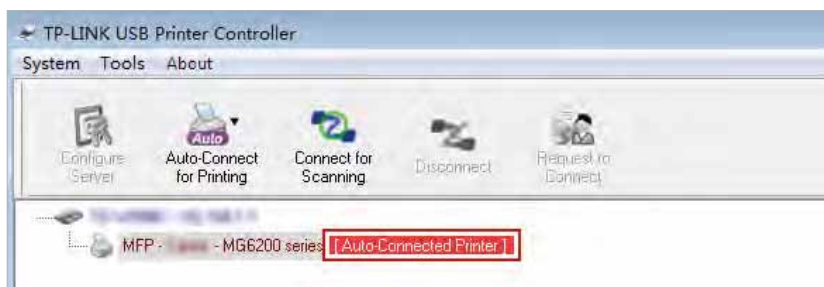 TP-LINK USB Printer Controller
System Tools About
Configure Server
Auto
Auto-Connect for Printing
Connect for Scanning
Disconnect
Request to Connect
MFP - - MG6200 series [Auto-Connected Printer]